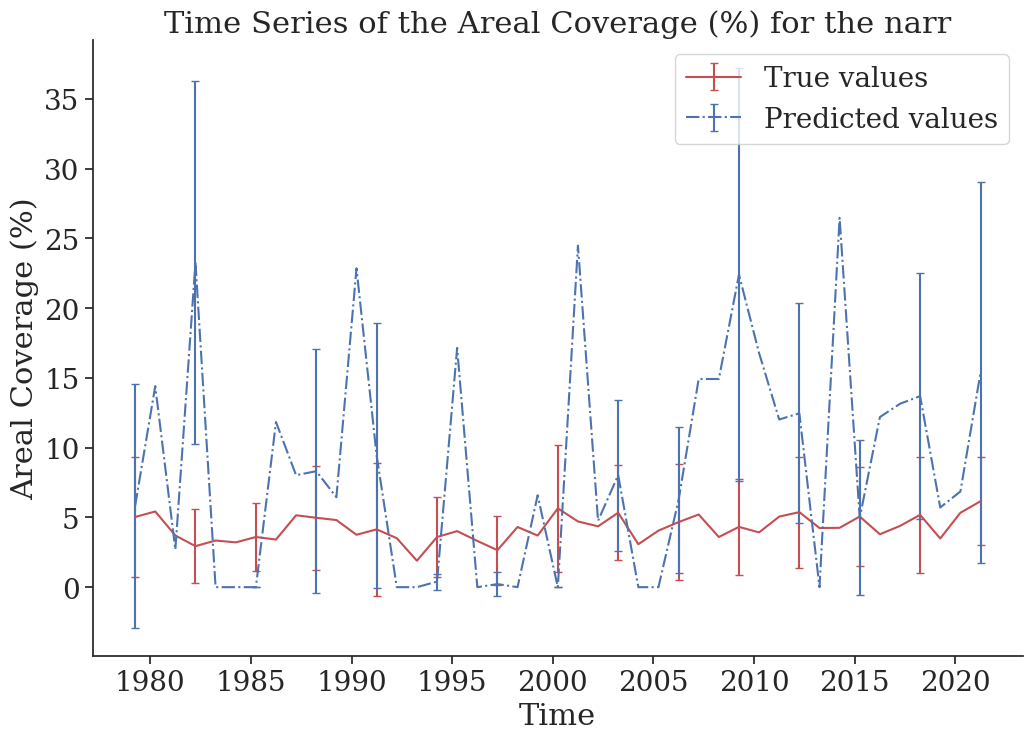 Time Series of the Areal Coverage (%) for the narr
True values
Predicted values
Areal Coverage (%)
35
30
25
20
15
10
5
0
1980 1985 1990 1995 2000 2005 2010 2015 2020
Time